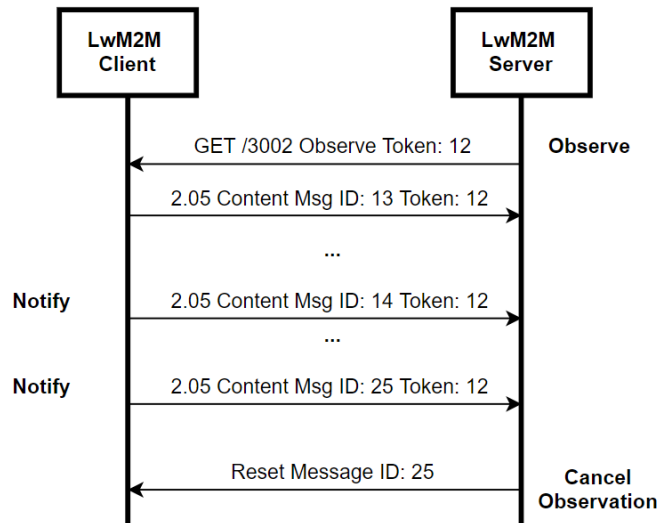 LwM2M
Client
LwM2M
Server
GET /3002 Observe Token: 12
Observe
2.05 Content Msg ID: 13 Token: 12
...
Notify
2.05 Content Msg ID: 14 Token: 12
...
Notify
2.05 Content Msg ID: 25 Token: 12
Reset Message ID: 25
Cancel
Observation